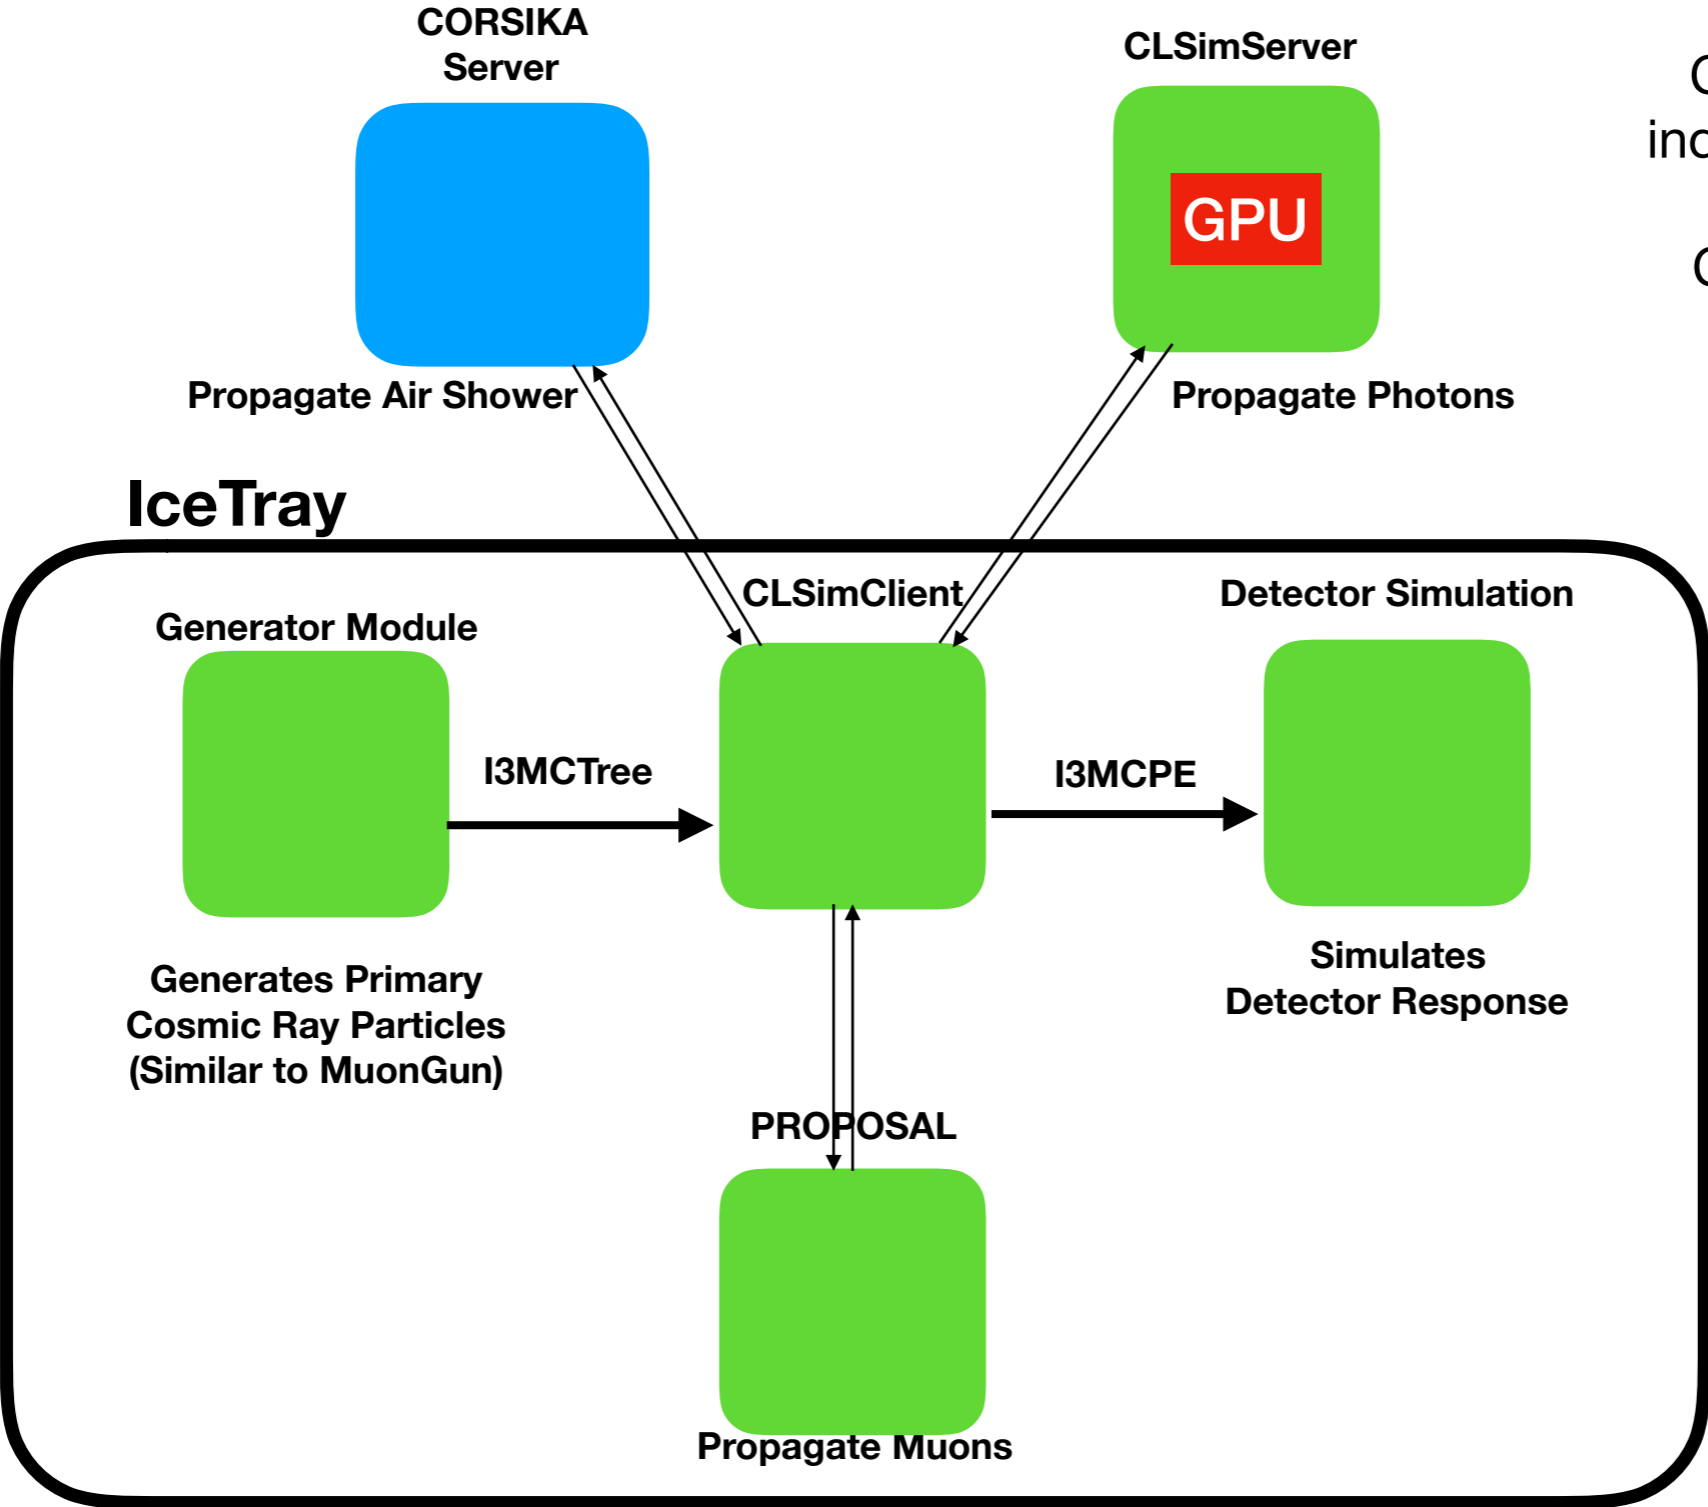 CORSIKA
Server
CLSimServer
GPU
Propagate Air Shower
Propagate Photons
IceTray
CLSimClient
Detector Simulation
Generator Module
I3MCTree
I3MCPE
Generates Primary
Cosmic Ray Particles
(Similar to MuonGun)
Simulates
Detector Response
PROPOSAL
Propagate Muons